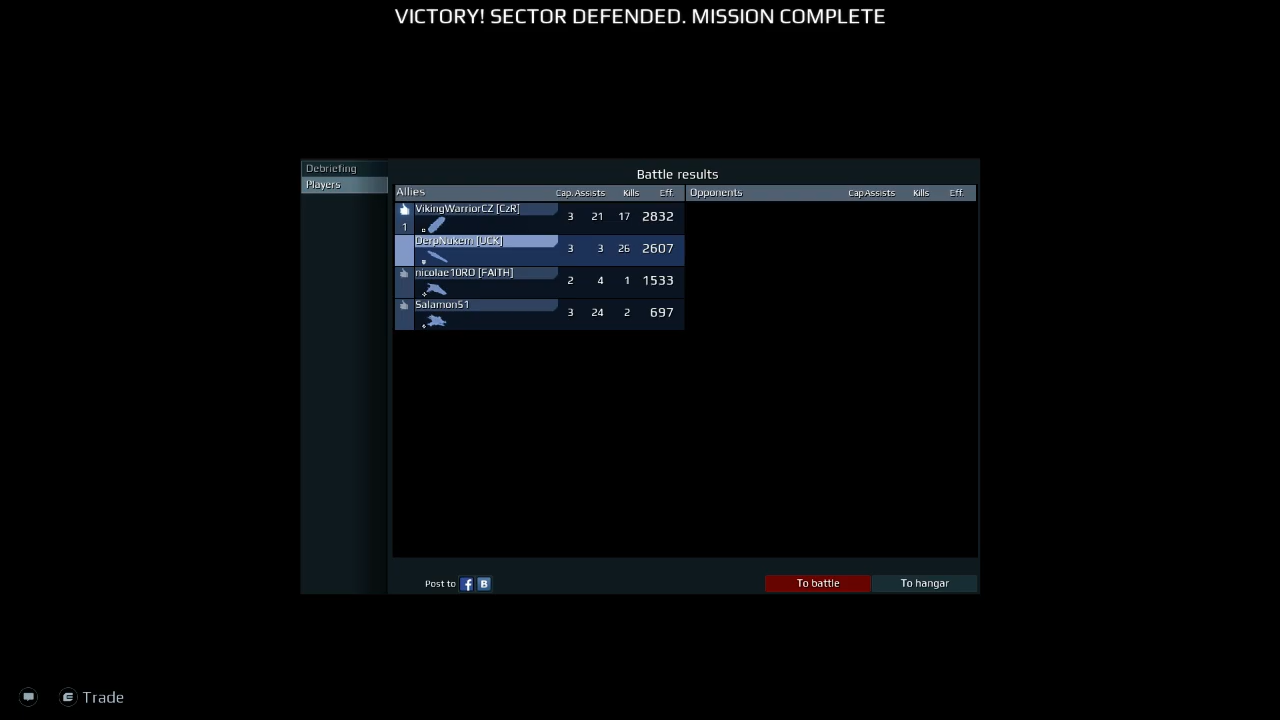 VICTORY! SECTOR DEFENDED. MISSION COMPLETE
Debriefing
Players
Battle results
Allies Cap. Assists Kills Eff. Opponents Cap Assists Kills Eff.
VikingWarriorCZ [CzR]
1 3 21 17 2832
DerpNukem [UCK]
3 3 26 2607
nicolae10RO [FAITH]
2 4 1 1533
Salamon51
3 24 2 697
Post to f B To battle To hangar
Trade